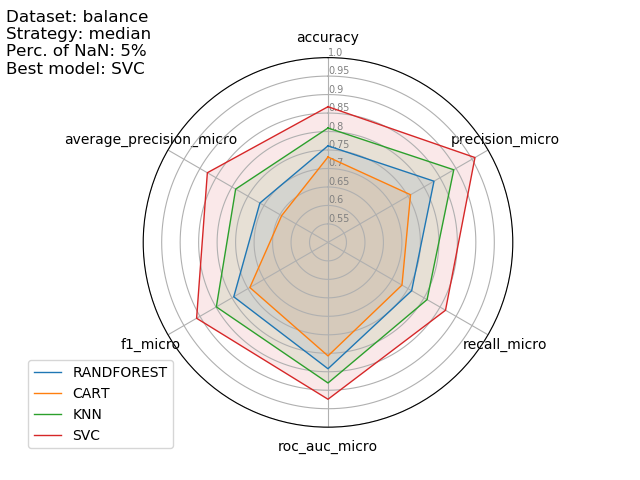 Dataset: balance
Strategy: median
Perc. of NaN: 5%
Best model: SVC
accuracy
1.0
0.95
0.9
0.85
0.8
0.75
0.7
0.65
0.6
0.55
average_precision_micro
precision_micro
f1_micro
recall_micro
roc_auc_micro
RANDFOREST
CART
KNN
SVC